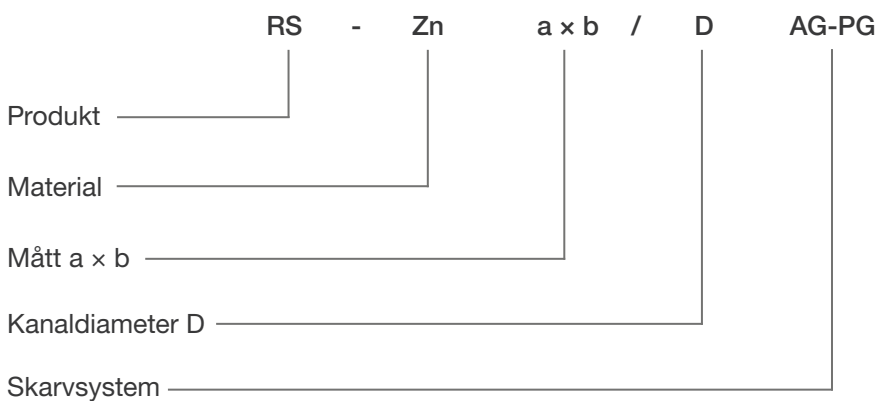 RS - Zn a × b / D AG-PG
Produkt
Material
Mått a × b
Kanaldiameter D
Skarvsystem